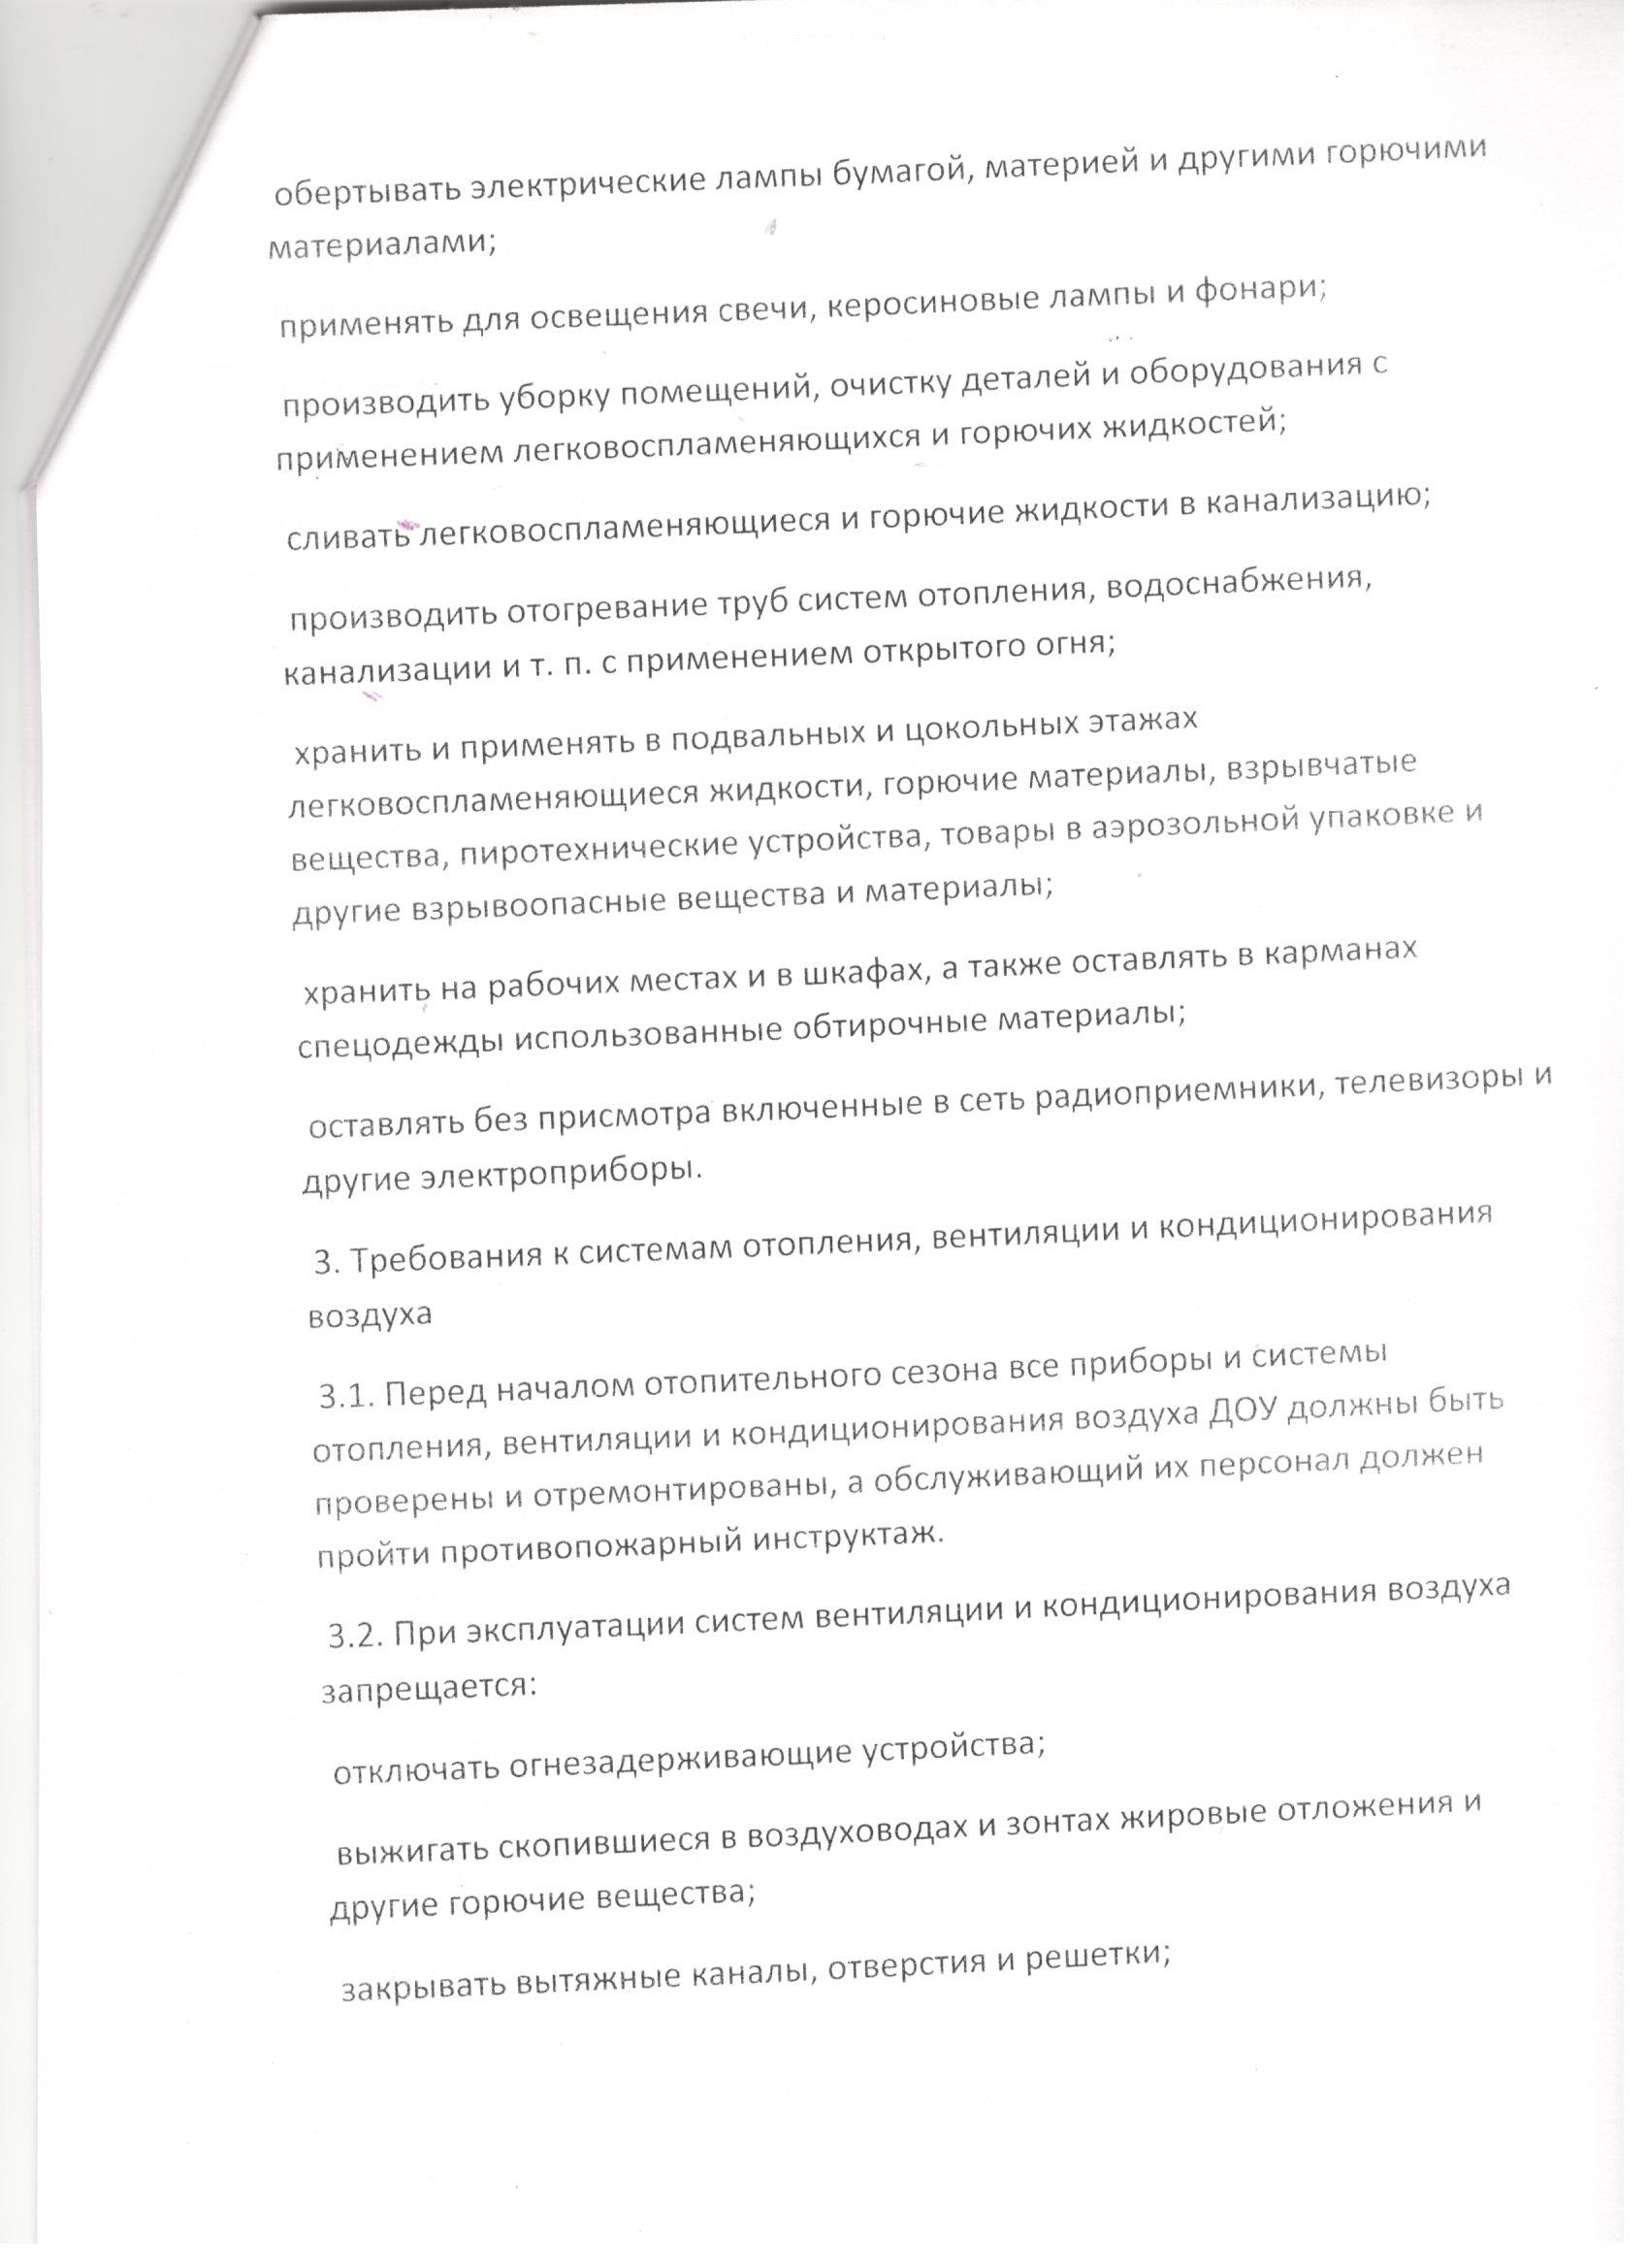 обертывать электрические лампы бумагой, материей и другими горючими
материалами;
применять для освещения свечи, керосиновые лампы и фонари;
производить уборку помещений, очистку деталей и оборудования с
применением легковоспламеняющихся и горючих жидкостей;
сливать легковоспламеняющиеся и горючие жидкости в канализацию;
производить отогревание труб систем отопления, водоснабжения,
канализации и т. п. с применением открытого огня;
хранить и применять в подвальных и цокольных этажах
легковоспламеняющиеся жидкости, горючие материалы, взрывчатые
вещества, пиротехнические устройства, товары в аэрозольной упаковке и
другие взрывоопасные вещества и материалы;
хранить на рабочих местах и в шкафах, а также оставлять в карманах
спецодежды использованные обтирочные материалы;
оставлять без присмотра включенные в сеть радиоприемники, телевизоры и
другие электроприборы.
3. Требования к системам отопления, вентиляции и кондиционирования
воздуха
3.1. Перед началом отопительного сезона все приборы и системы
отопления, вентиляции и кондиционирования воздуха ДОУ должны быть
проверены и отремонтированы, а обслуживающий их персонал должен
пройти противопожарный инструктаж.
3.2. При эксплуатации систем вентиляции и кондиционирования воздуха
запрещается:
отключать огнезадерживающие устройства;
выжигать скопившиеся в воздуховодах и зонтах жировые отложения и
другие горючие вещества;
закрывать вытяжные каналы, отверстия и решетки;